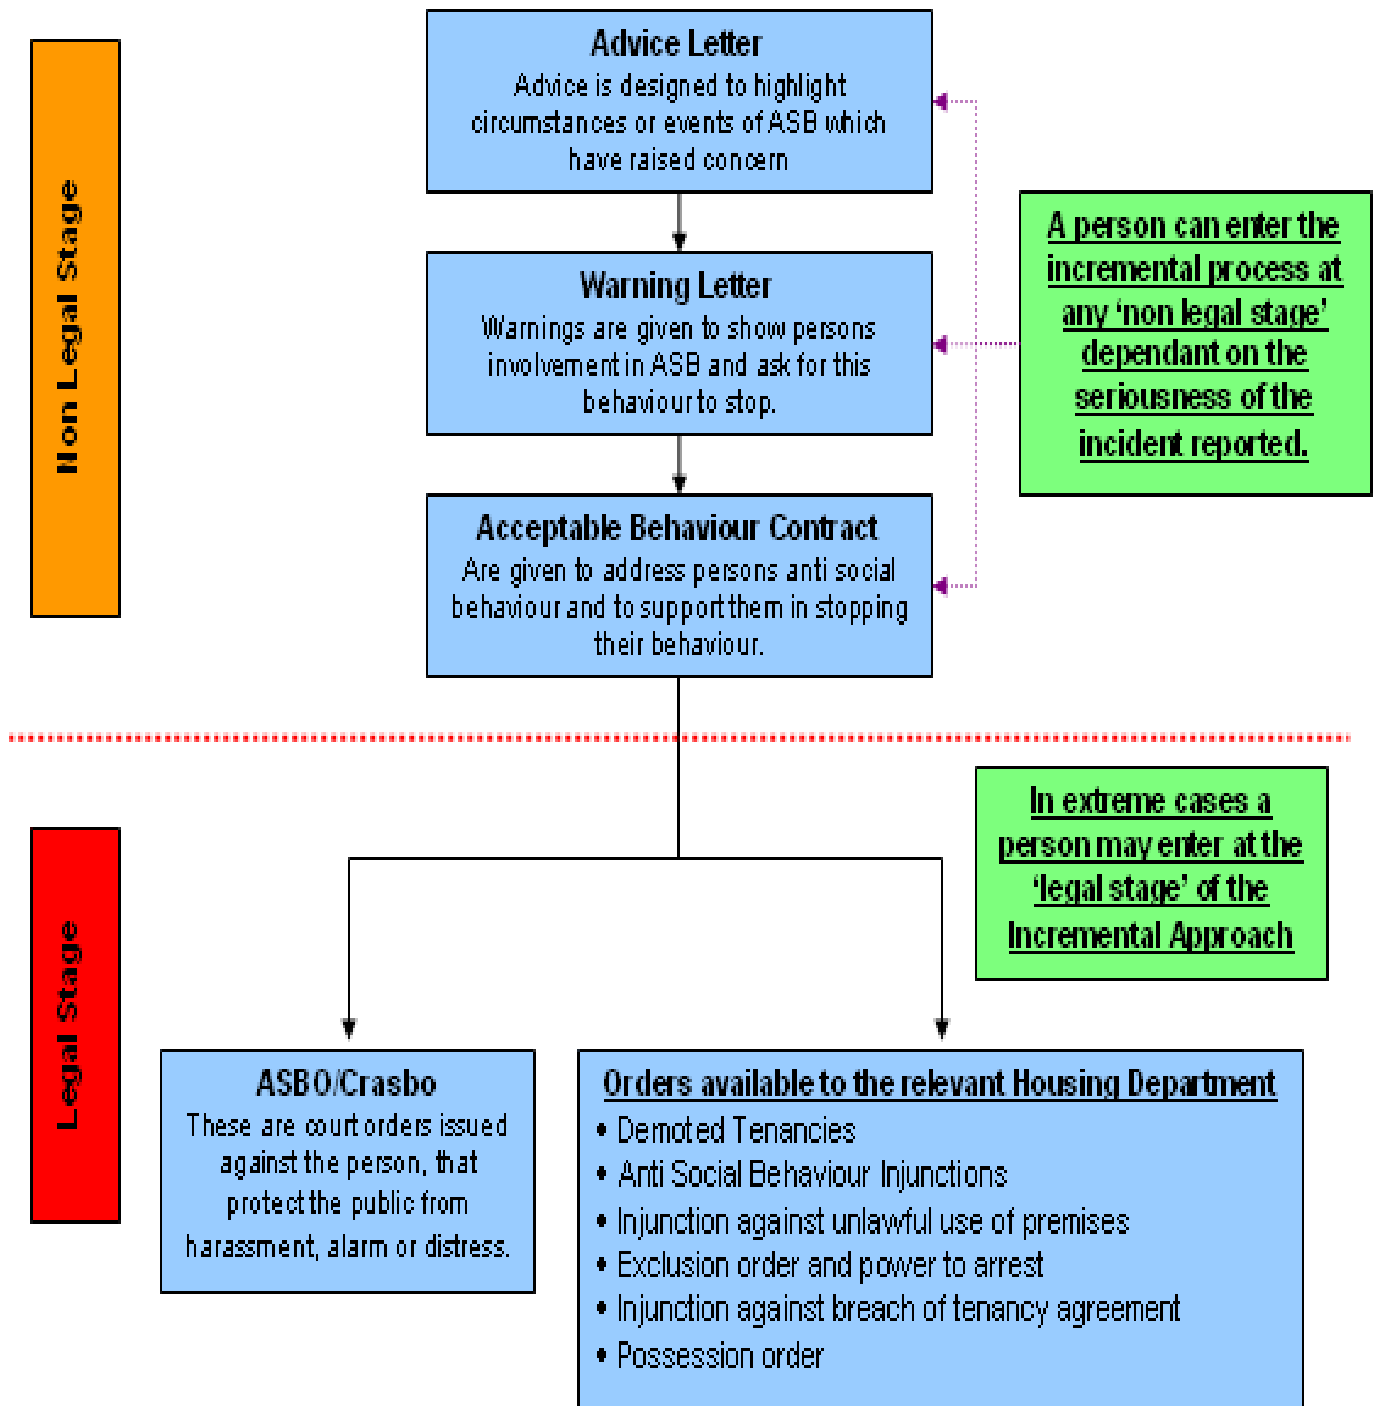 Non Legal Stage
Advice Letter
Advice is designed to highlight
circumstances or events of ASB which
have raised concern
Warning Letter
Warnings are given to show persons
involvement in ASB and ask for this
behaviour to stop.
Acceptable Behaviour Contract
Are given to address persons anti social
behaviour and to support them in stopping
their behaviour.
A person can enter the
incremental process at
any ‘non legal stage’
dependant on the
seriousness of the
incident reported.
Legal Stage
In extreme cases a
person may enter at the
‘legal stage’ of the
Incremental Approach
ASBO/Crasbo
These are court orders issued
against the person, that
protect the public from
harassment, alarm or distress.
Orders available to the relevant Housing Department
• Demoted Tenancies
• Anti Social Behaviour Injunctions
• Injunction against unlawful use of premises
• Exclusion order and power to arrest
• Injunction against breach of tenancy agreement
• Possession order